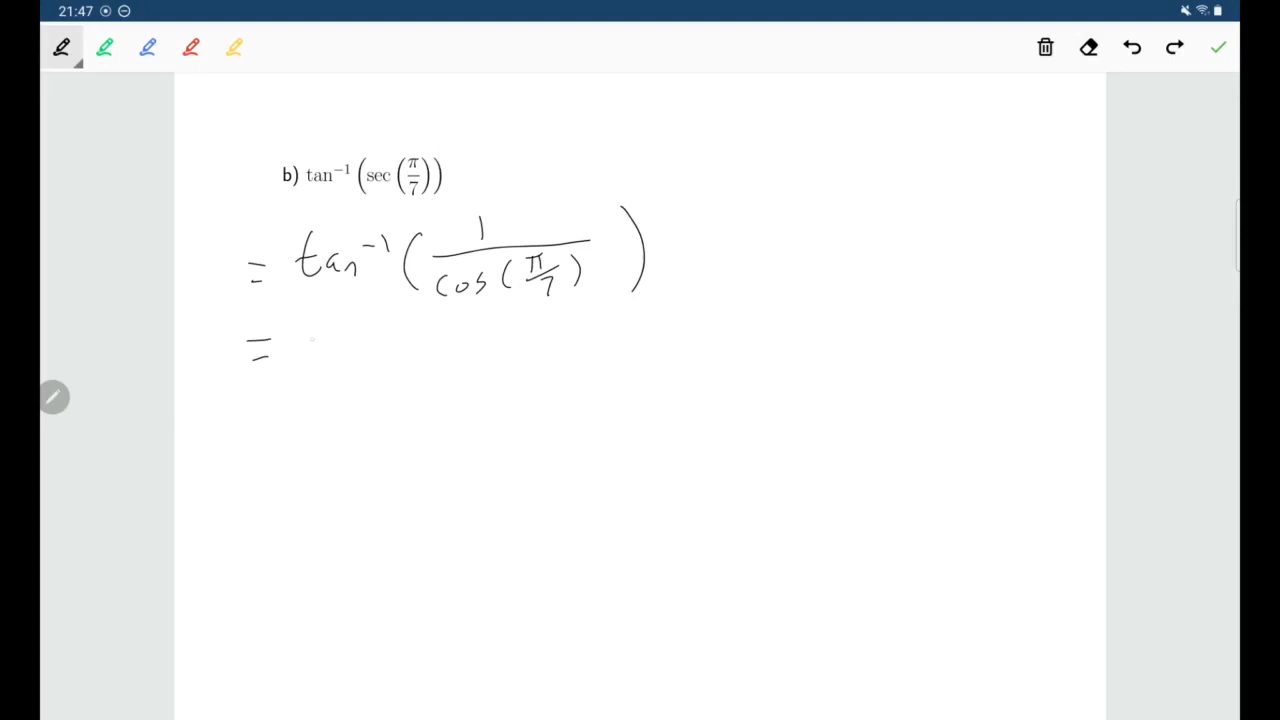 21:47
b) tan⁻¹(sec(π/7))
= tan⁻¹(1/cos(π/7))
=